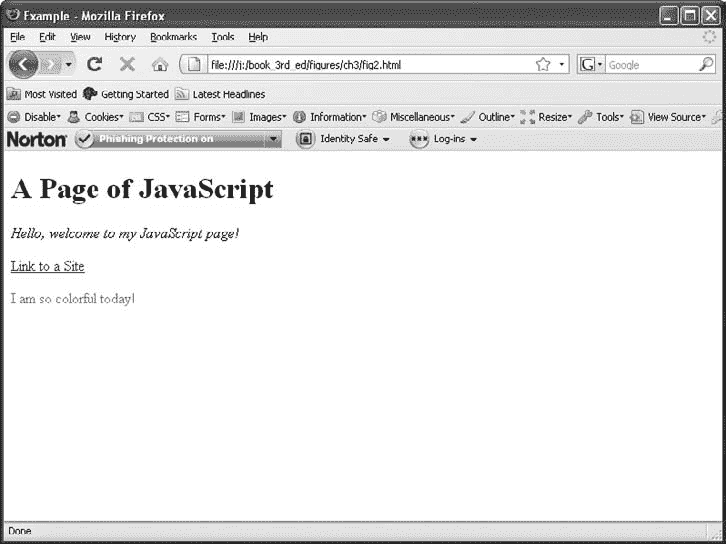 Example - Mozilla Firefox
File Edit View History Bookmarks Tools Help
file:///i:/book_3rd_ed/figures/ch3/fig2.html G Google
Most Visited Getting Started Latest Headlines
Disable Cookies CSS Forms Images Information Miscellaneous Outline Resize Tools View Source
Norton Phishing Protection on Identity Safe Log-ins
A Page of JavaScript
Hello, welcome to my JavaScript page!
Link to a Site
I am so colorful today!
Done